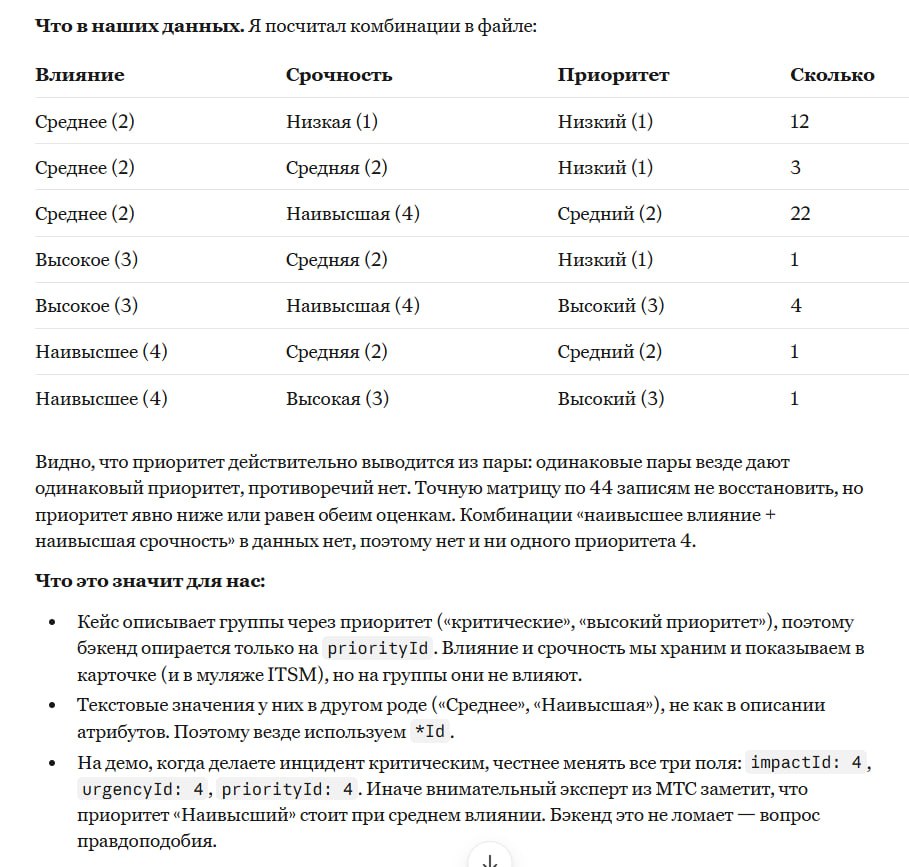 Что в наших данных. Я посчитал комбинации в файле:
Влияние Срочность Приоритет Сколько
Среднее (2) Низкая (1) Низкий (1) 12
Среднее (2) Средняя (2) Низкий (1) 3
Среднее (2) Наивысшая (4) Средний (2) 22
Высокое (3) Средняя (2) Низкий (1) 1
Высокое (3) Наивысшая (4) Высокий (3) 4
Наивысшее (4) Средняя (2) Средний (2) 1
Наивысшее (4) Высокая (3) Высокий (3) 1
Видно, что приоритет действительно выводится из пары: одинаковые пары везде дают
одинаковый приоритет, противоречий нет. Точную матрицу по 44 записям не восстановить, но
приоритет явно ниже или равен обеим оценкам. Комбинации «наивысшее влияние +
наивысшая срочность» в данных нет, поэтому нет и ни одного приоритета 4.
Что это значит для нас:
• Кейс описывает группы через приоритет («критические», «высокий приоритет»), поэтому
бэкенд опирается только на priorityId. Влияние и срочность мы храним и показываем в
карточке (и в муляже ITSM), но на группы они не влияют.
• Текстовые значения у них в другом роде («Среднее», «Наивысшая»), не как в описании
атрибутов. Поэтому везде используем *Id.
• На демо, когда делаете инцидент критическим, честнее менять все три поля: impactId: 4,
urgencyId: 4, priorityId: 4. Иначе внимательный эксперт из МТС заметит, что
приоритет «Наивысший» стоит при среднем влиянии. Бэкенд это не ломает — вопрос
правдоподобия.